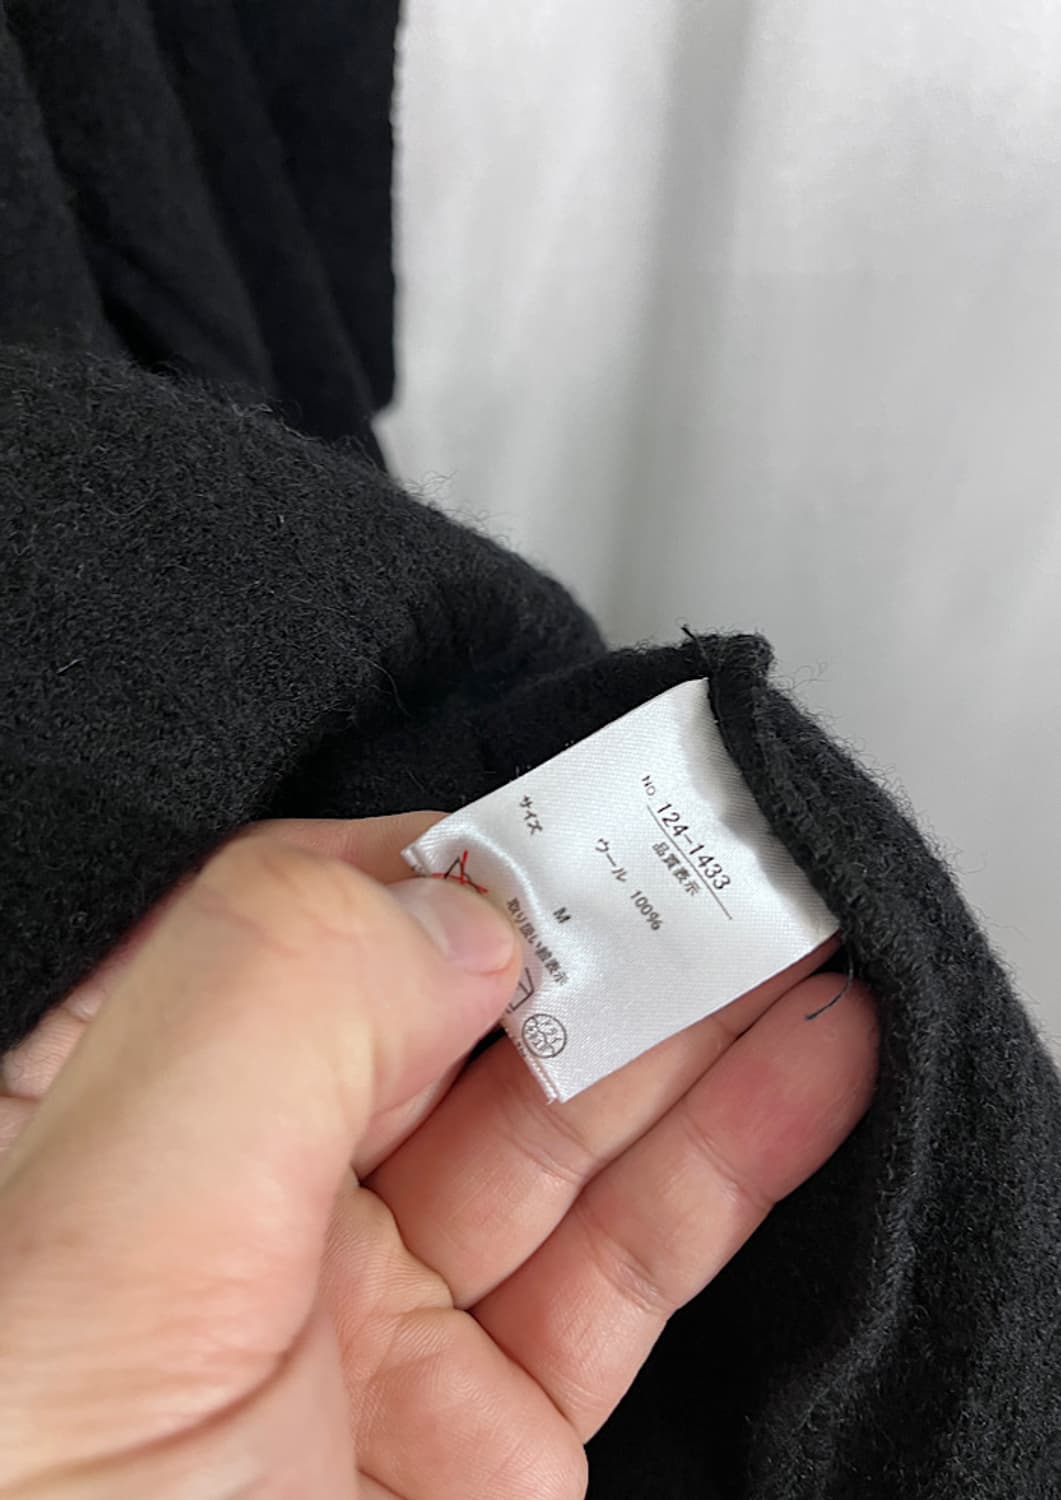 No. 124-1433
品質表示
ウール 100%
サイズ M
取り扱い絵表示